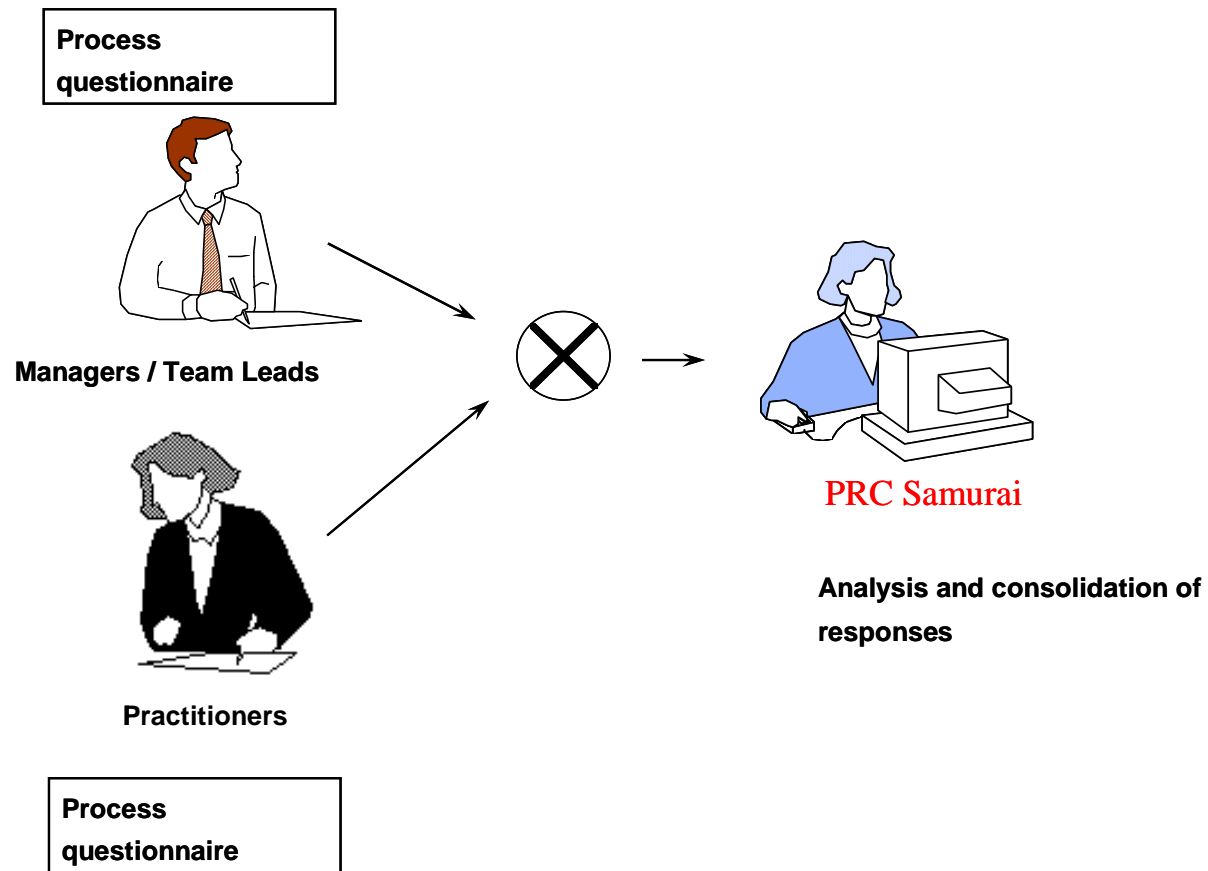 Process
questionnaire
Managers / Team Leads
PRC Samurai
Analysis and consolidation of
responses
Practitioners
Process
questionnaire